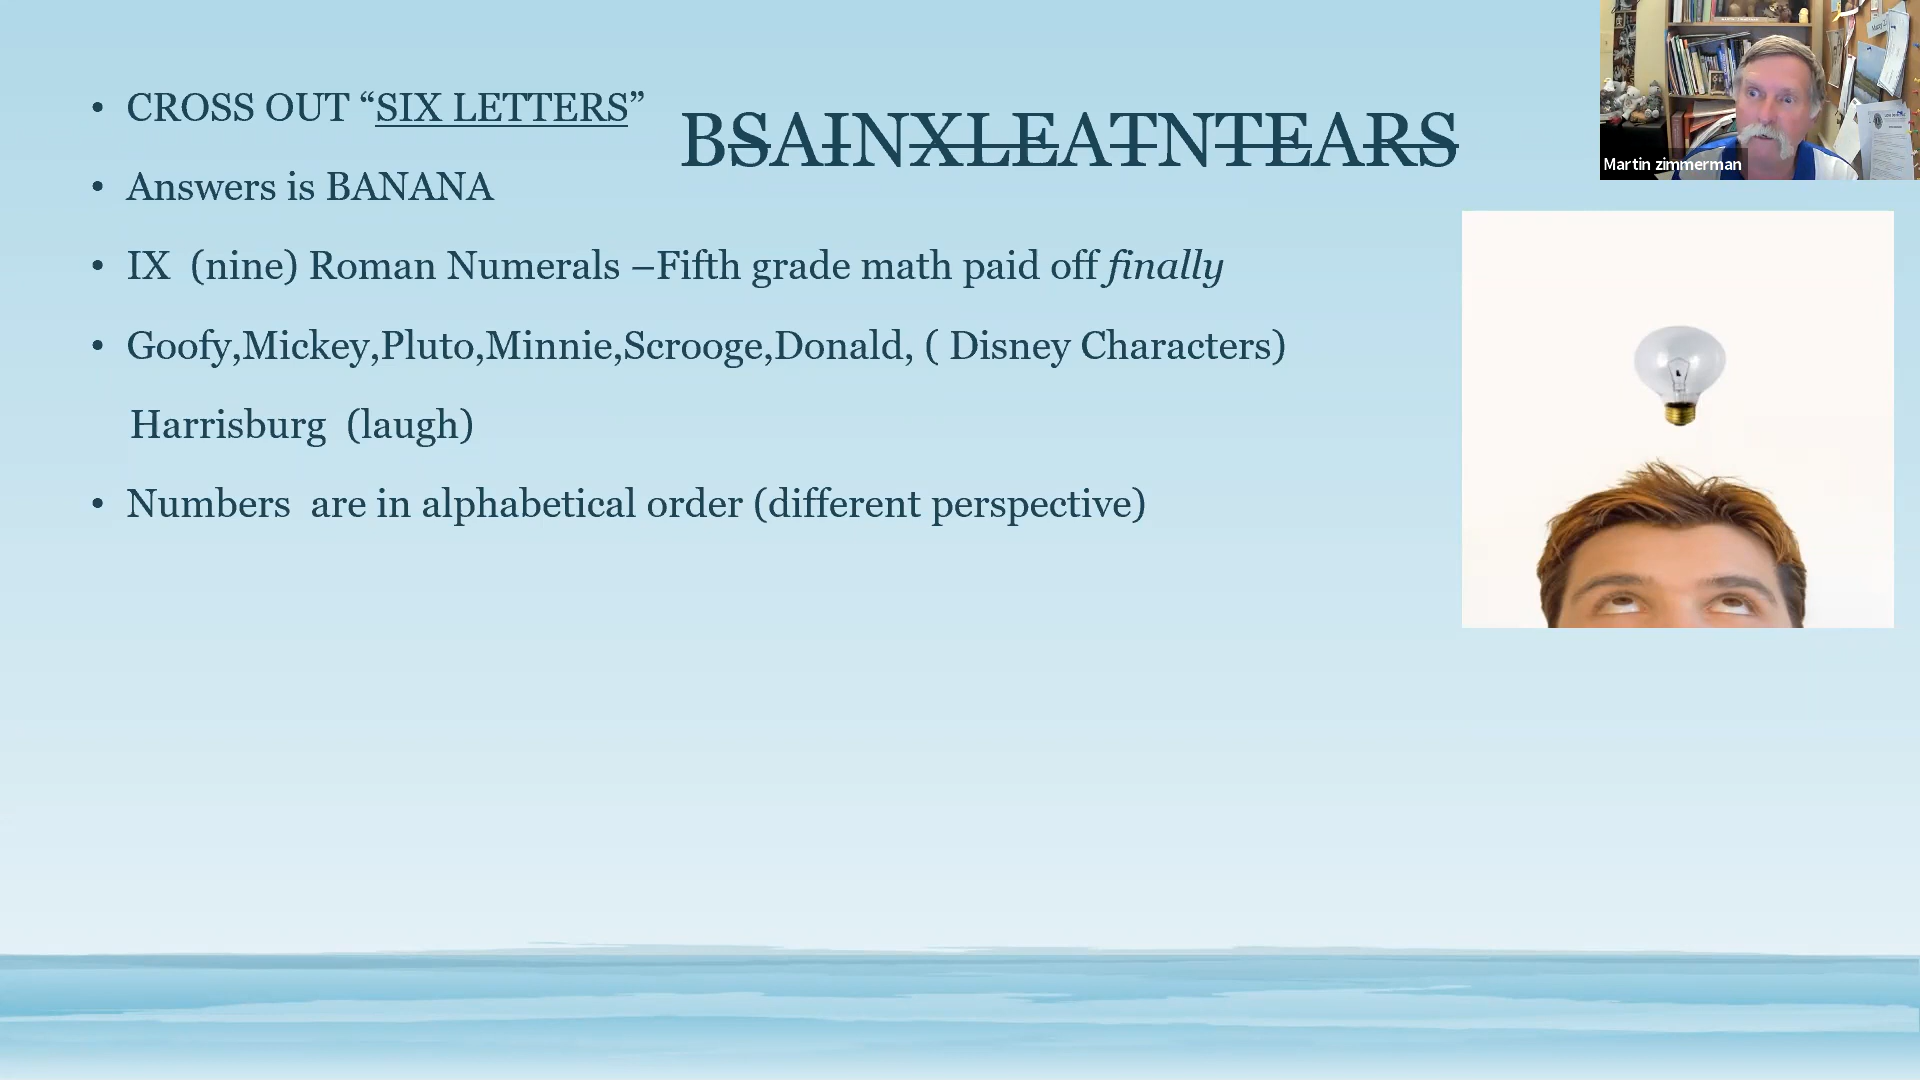 CROSS OUT “SIX LETTERS”
BSAINXLEATNTEARS
Answers is BANANA
IX (nine) Roman Numerals –Fifth grade math paid off finally
Goofy,Mickey,Pluto,Minnie,Scrooge,Donald, ( Disney Characters)
Harrisburg (laugh)
Numbers are in alphabetical order (different perspective)
Martin zimmerman